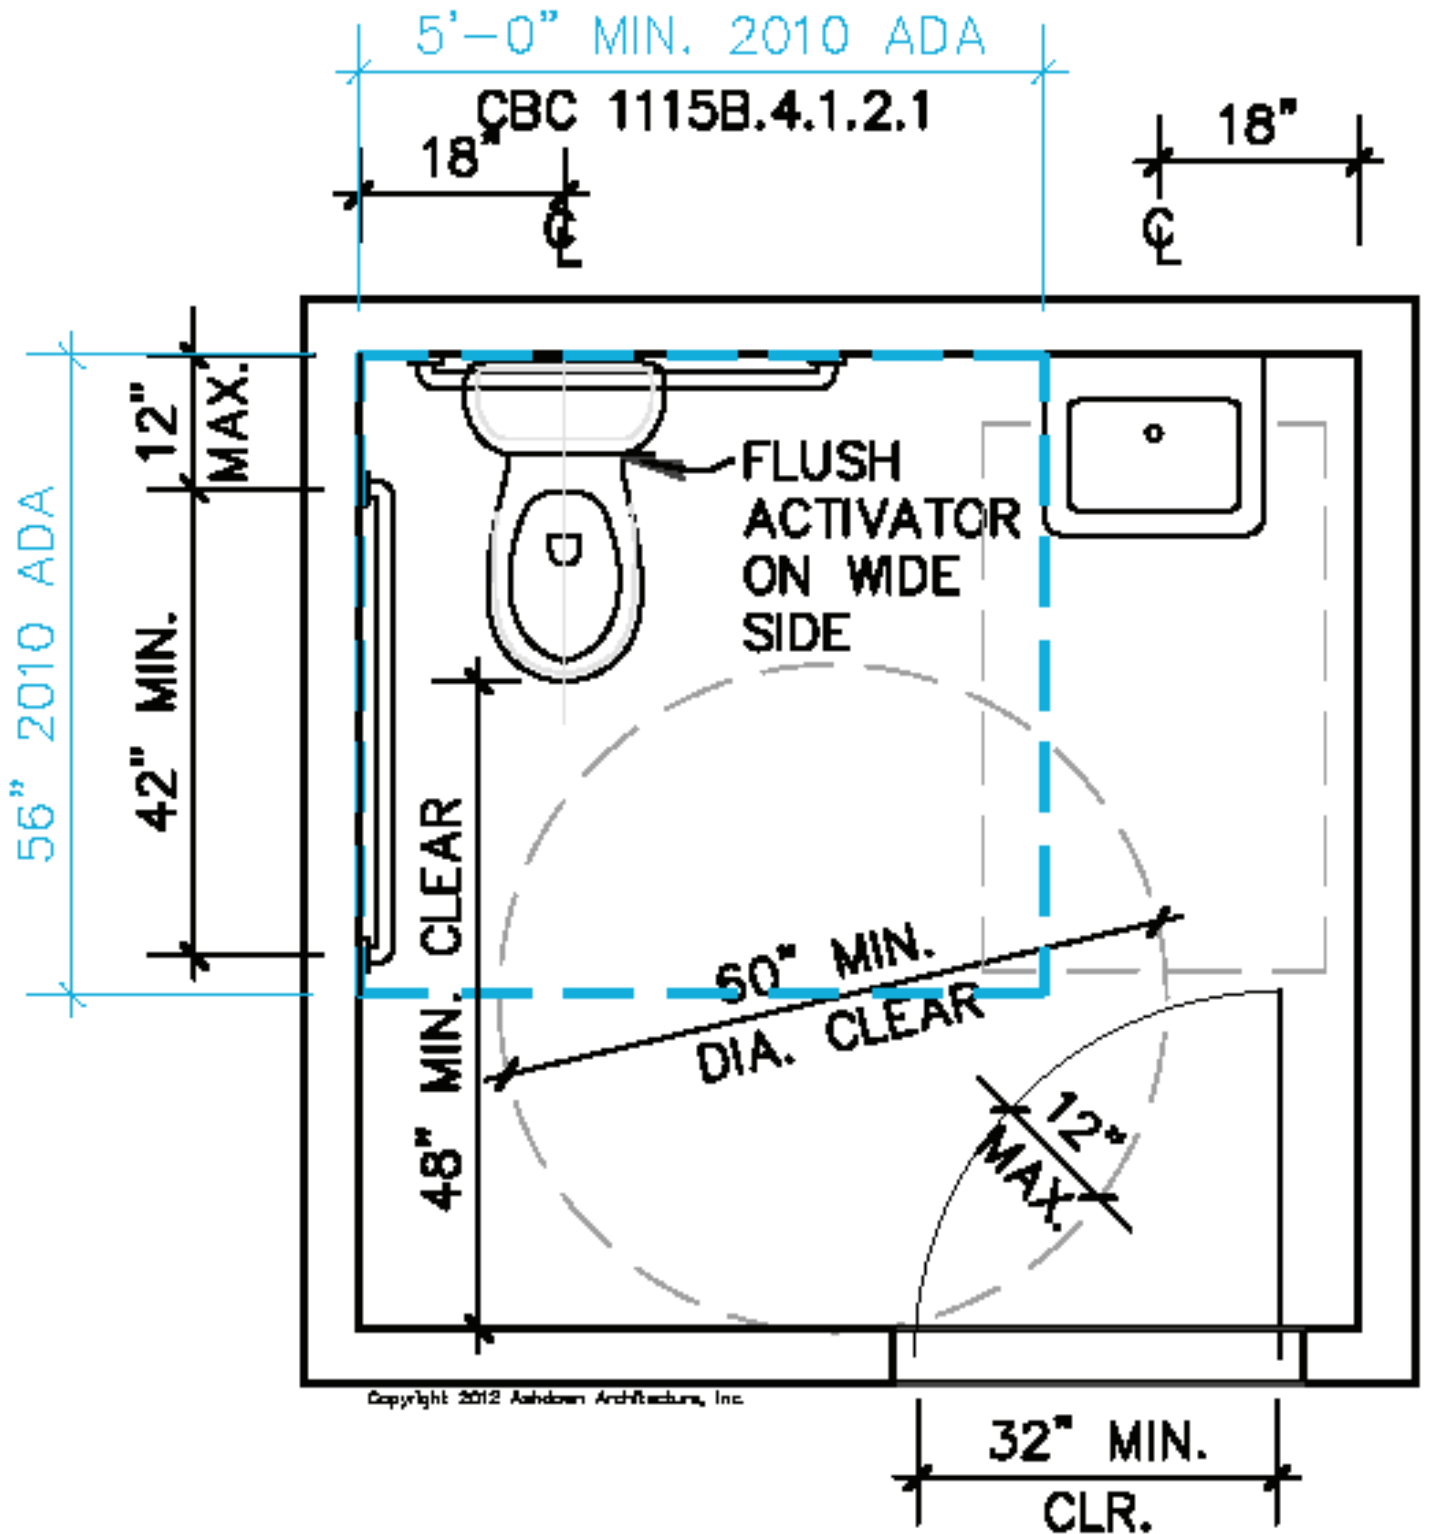 5'-0" MIN. 2010 ADA
CBC 1115B.4.1.2.1
18"
18"
CL
CL
12"
MAX.
56" 2010 ADA
42" MIN.
FLUSH
ACTIVATOR
ON WIDE
SIDE
48" MIN. CLEAR
60" MIN.
DIA. CLEAR
12"
MAX.
Copyright 2012 Ashdown Architecture, Inc.
32" MIN.
CLR.